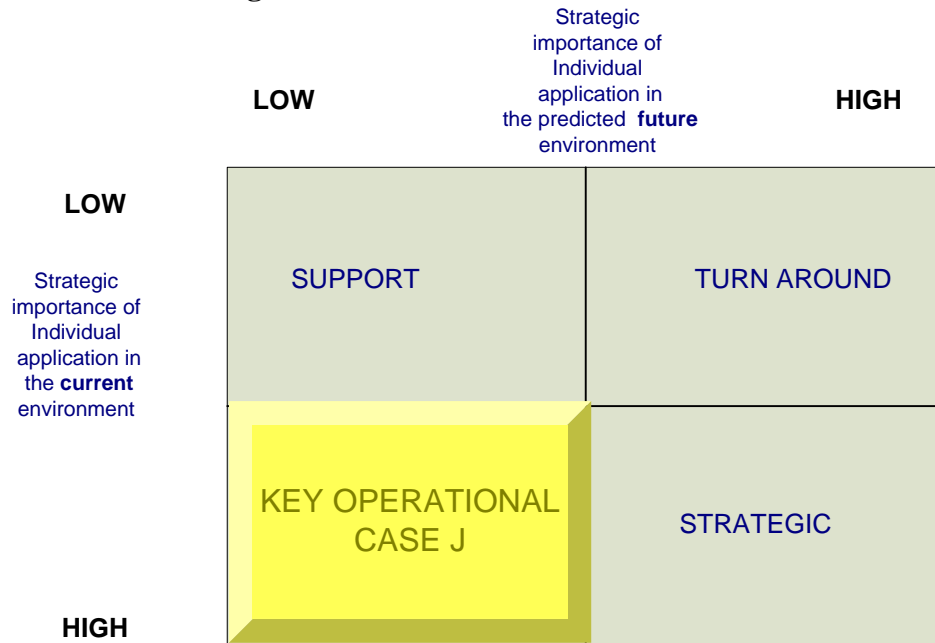 Strategic
importance of
Individual
application in
the predicted future
environment
LOW
HIGH
LOW
SUPPORT
TURN AROUND
Strategic
importance of
Individual
application in
the current
environment
KEY OPERATIONAL
CASE J
STRATEGIC
HIGH